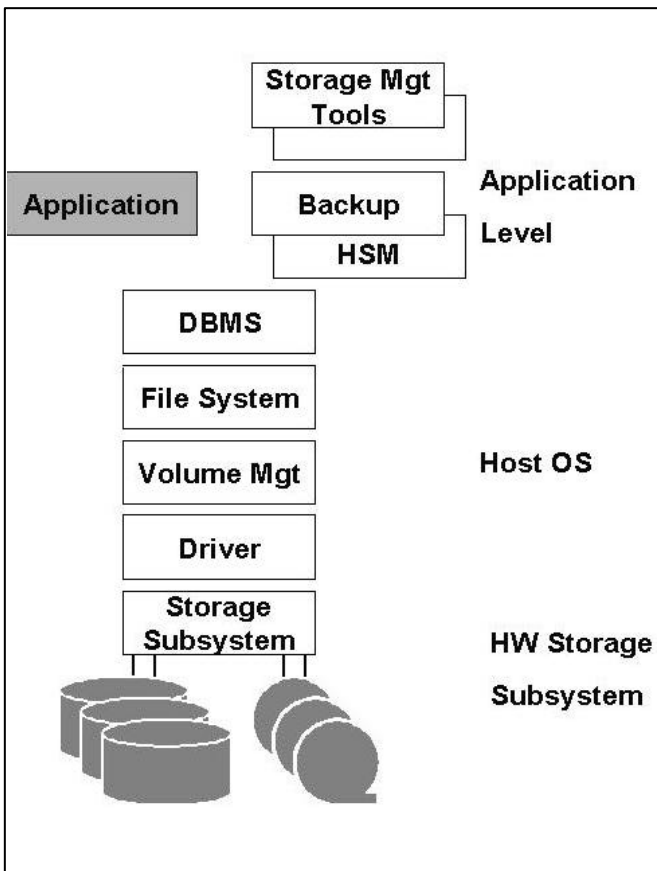 Storage Mgt
Tools
Application
Backup
HSM
Application
Level
DBMS
File System
Volume Mgt
Host OS
Driver
Storage
Subsystem
HW Storage
Subsystem